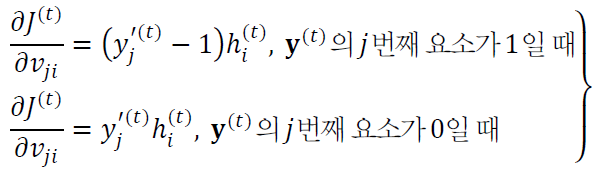 ∂J^(t)/∂v_ji = (y′_j^(t) − 1)h_i^(t), 𝐲^(t)의 j번째 요소가 1일 때
∂J^(t)/∂v_ji = y′_j^(t) h_i^(t), 𝐲^(t)의 j번째 요소가 0일 때